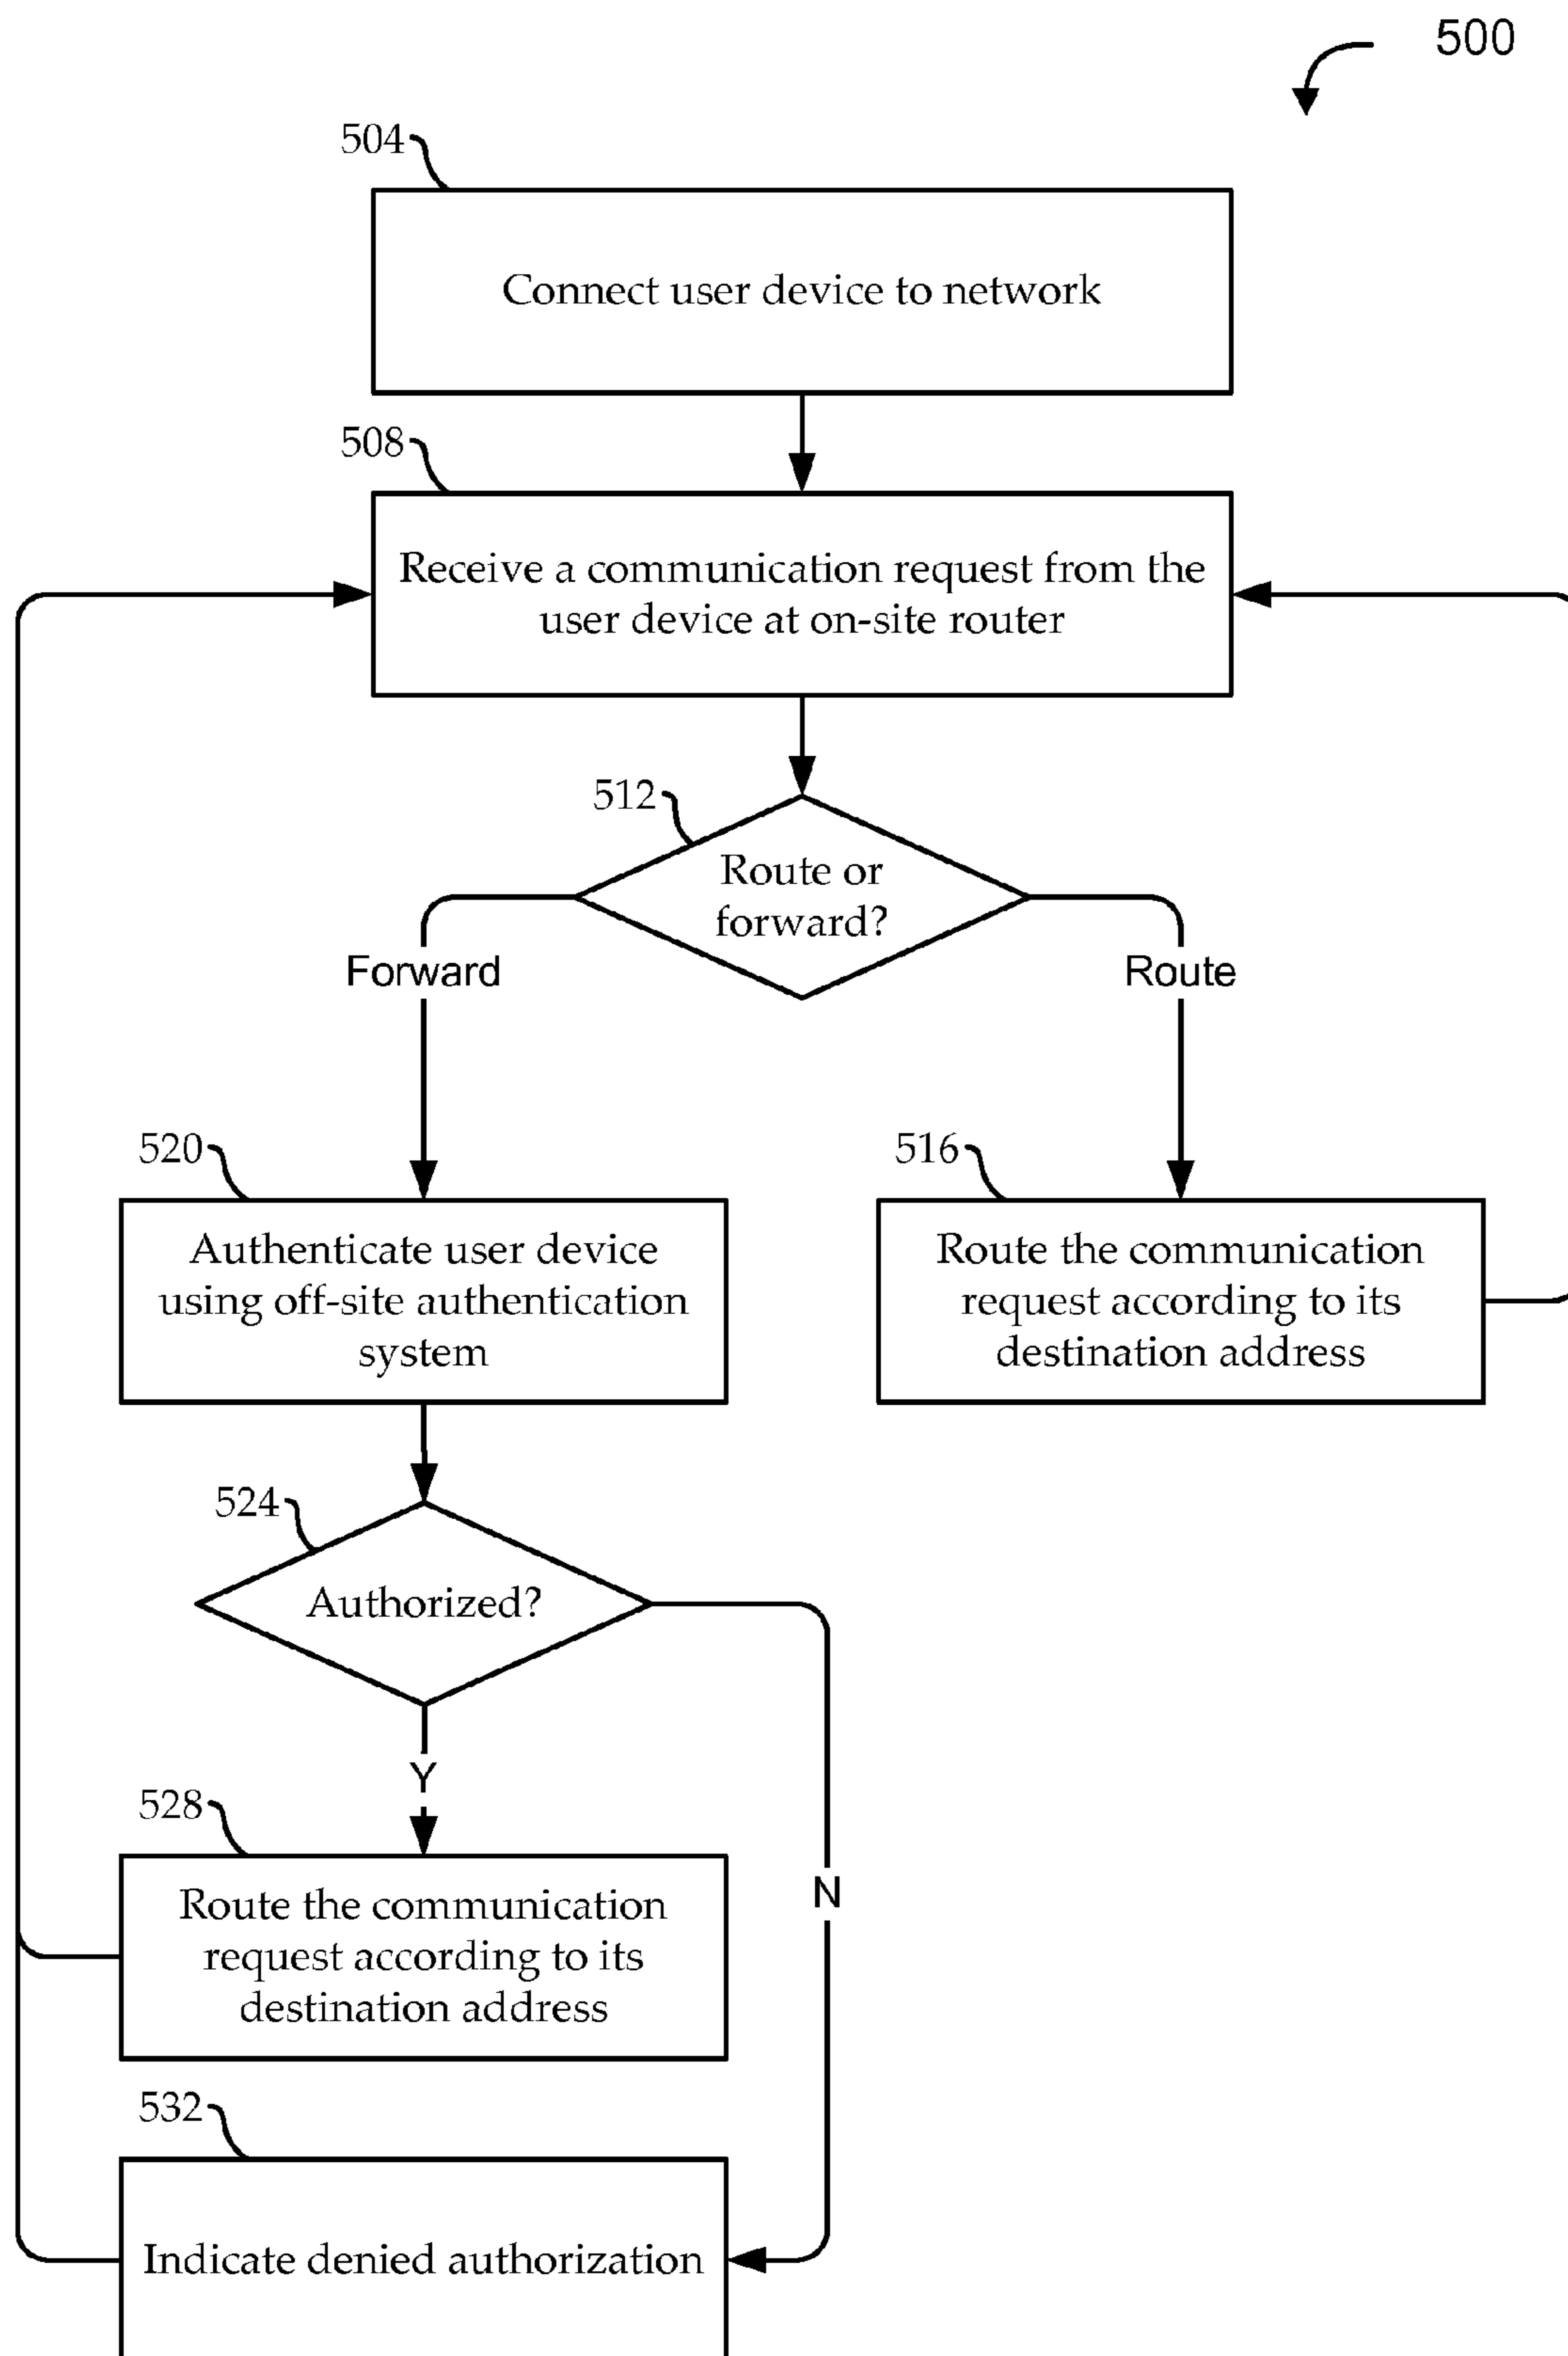 500
504
Connect user device to network
508
Receive a communication request from the
user device at on-site router
512
Route or
forward?
Forward
Route
520
Authenticate user device
using off-site authentication
system
516
Route the communication
request according to its
destination address
524
Authorized?
Y
N
528
Route the communication
request according to its
destination address
532
Indicate denied authorization